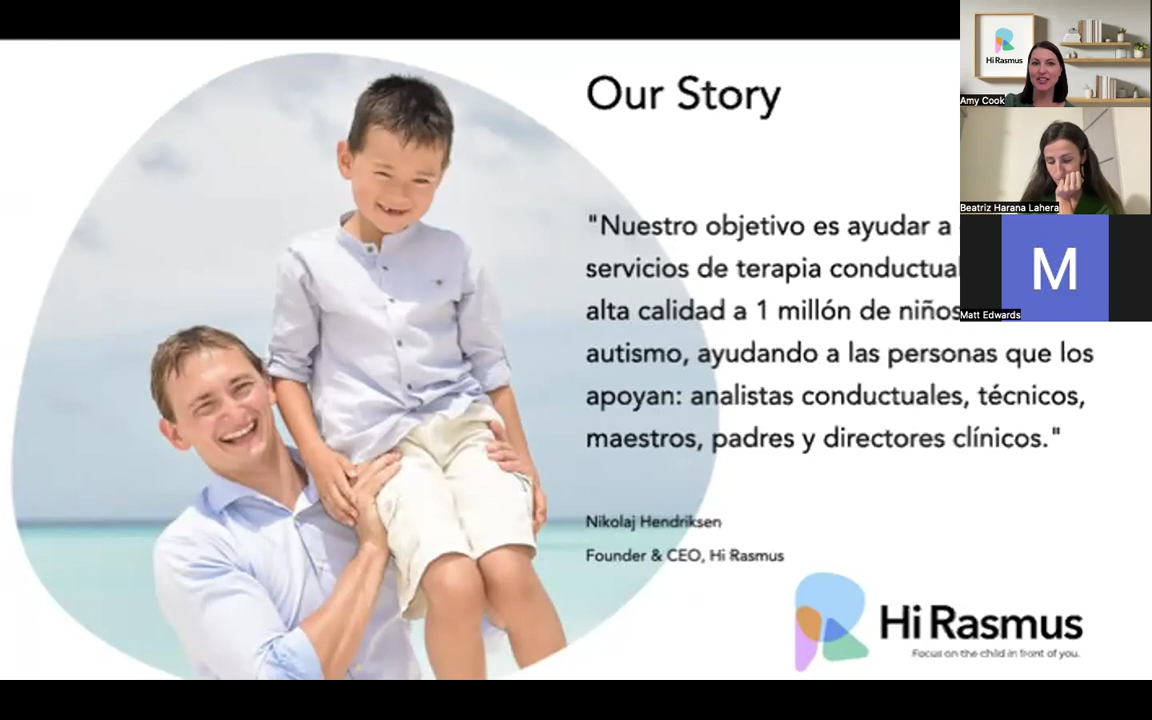 Our Story
"Nuestro objetivo es ayudar a
servicios de terapia conductual
alta calidad a 1 millón de niños
autismo, ayudando a las personas que los
apoyan: analistas conductuales, técnicos,
maestros, padres y directores clínicos."
Nikolaj Hendriksen
Founder & CEO, Hi Rasmus
Hi Rasmus
Focus on the child in front of you.
Hi Rasmus
Amy Cook
Beatriz Harana Lahera
M
Matt Edwards